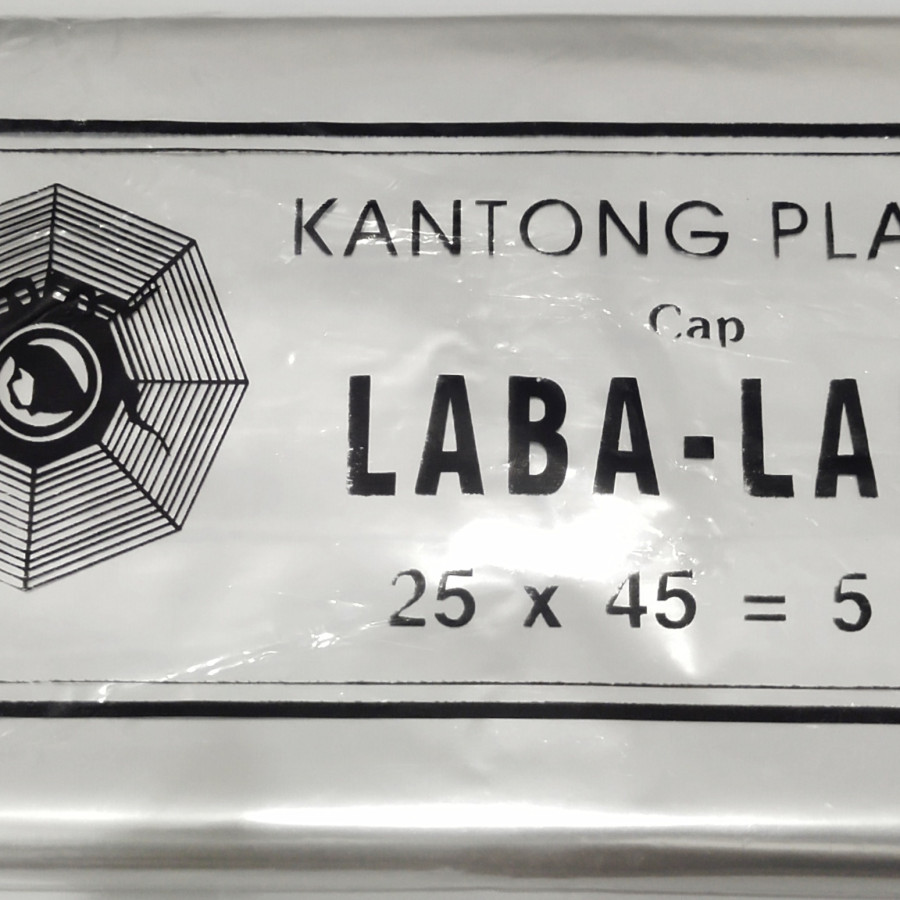 KANTONG PLA
Cap
LABA-LA
25 x 45 = 5